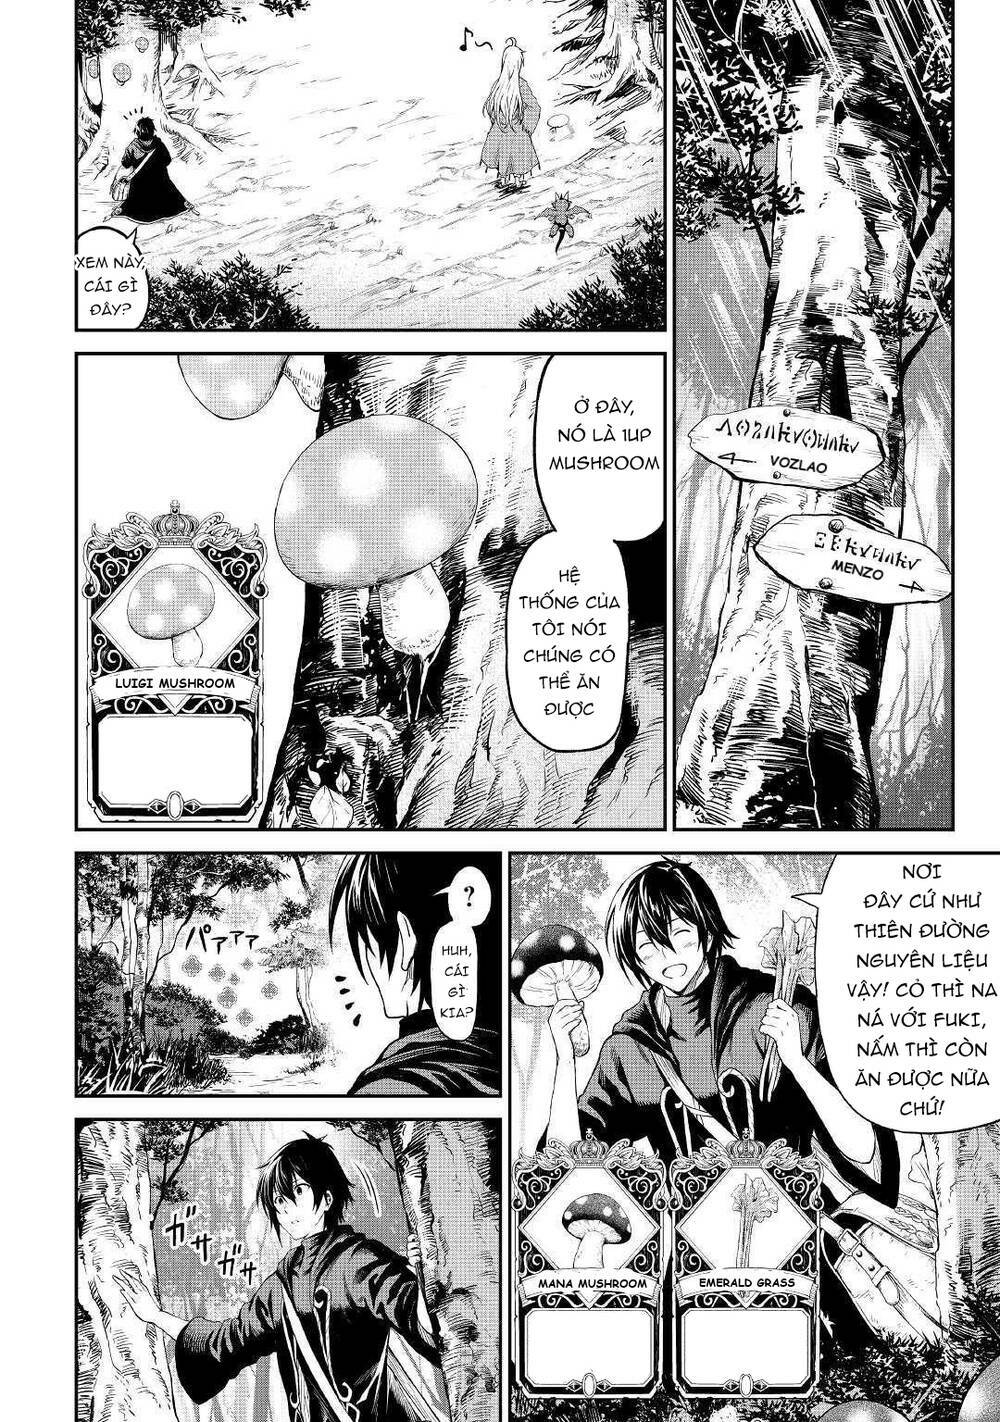 XEM NÀY,
CÁI GÌ
ĐÂY?
VOZLAO
MENZO
Ở ĐÂY,
NÓ LÀ 1UP
MUSHROOM
HỆ
THỐNG CỦA
TÔI NÓI
CHÚNG CÓ
THỂ ĂN
ĐƯỢC
LUIGI MUSHROOM
?
HUH,
CÁI
GÌ
KIA?
パァァァ
NƠI
ĐÂY CỨ NHƯ
THIÊN ĐƯỜNG
NGUYÊN LIỆU
VẬY! CỎ THÌ NA
NÁ VỚI FUKI,
NẤM THÌ CÒN
ĂN ĐƯỢC NỮA
CHỨ!
MANA MUSHROOM
EMERALD GRASS
ガサガサ